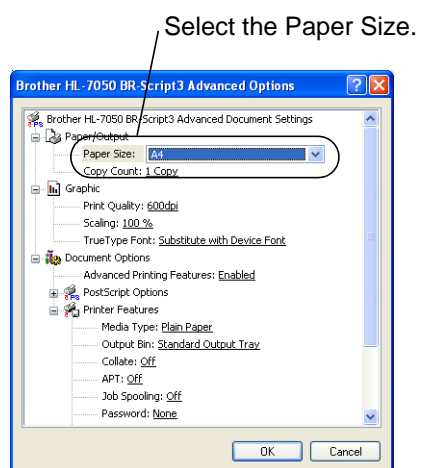 Select the Paper Size.
Brother HL-7050 BR-Script3 Advanced Options
Brother HL-7050 BR-Script3 Advanced Document Settings
Paper/Output
Paper Size: A4
Copy Count: 1 Copy
Graphic
Print Quality: 600dpi
Scaling: 100 %
TrueType Font: Substitute with Device Font
Document Options
Advanced Printing Features: Enabled
PostScript Options
Printer Features
Media Type: Plain Paper
Output Bin: Standard Output Tray
Collate: Off
APT: Off
Job Spooling: Off
Password: None
OK Cancel